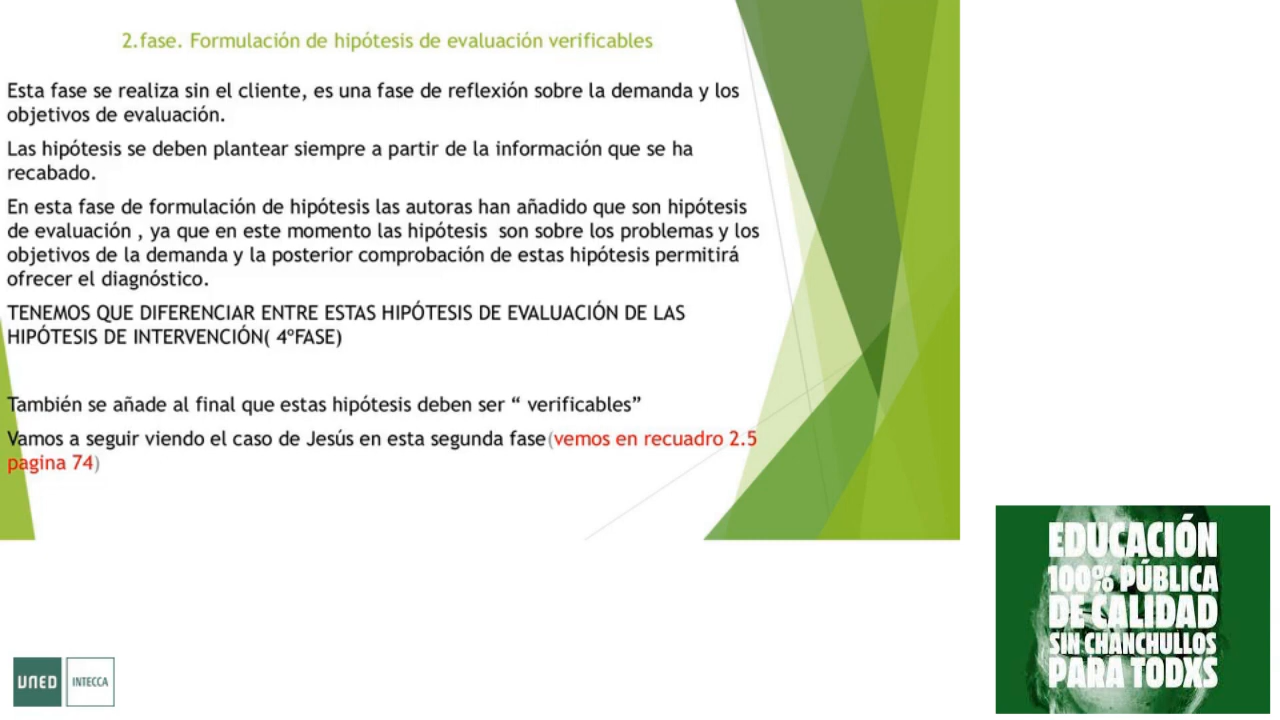 2.fase. Formulación de hipótesis de evaluación verificables
Esta fase se realiza sin el cliente, es una fase de reflexión sobre la demanda y los
objetivos de evaluación.
Las hipótesis se deben plantear siempre a partir de la información que se ha
recabado.
En esta fase de formulación de hipótesis las autoras han añadido que son hipótesis
de evaluación , ya que en este momento las hipótesis  son sobre los problemas y los
objetivos de la demanda y la posterior comprobación de estas hipótesis permitirá
ofrecer el diagnóstico.
TENEMOS QUE DIFERENCIAR ENTRE ESTAS HIPÓTESIS DE EVALUACIÓN DE LAS
HIPÓTESIS DE INTERVENCIÓN( 4ºFASE)
También se añade al final que estas hipótesis deben ser “ verificables”
Vamos a seguir viendo el caso de Jesús en esta segunda fase(vemos en recuadro 2.5
pagina 74)
EDUCACIÓN
100% PÚBLICA
DE CALIDAD
SIN CHANCHULLOS
PARA TODXS
UNED INTECCA